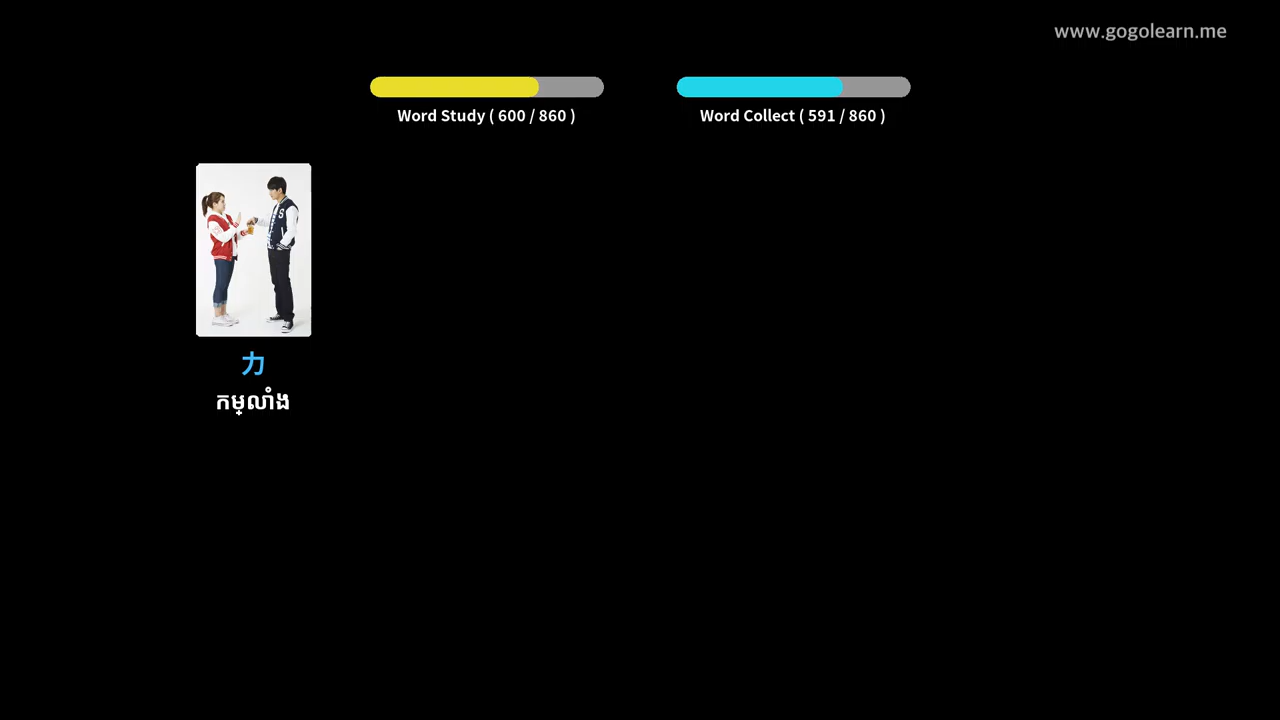 www.gogolearn.me
Word Study ( 600 / 860 )
Word Collect ( 591 / 860 )
力
កម្លាំង